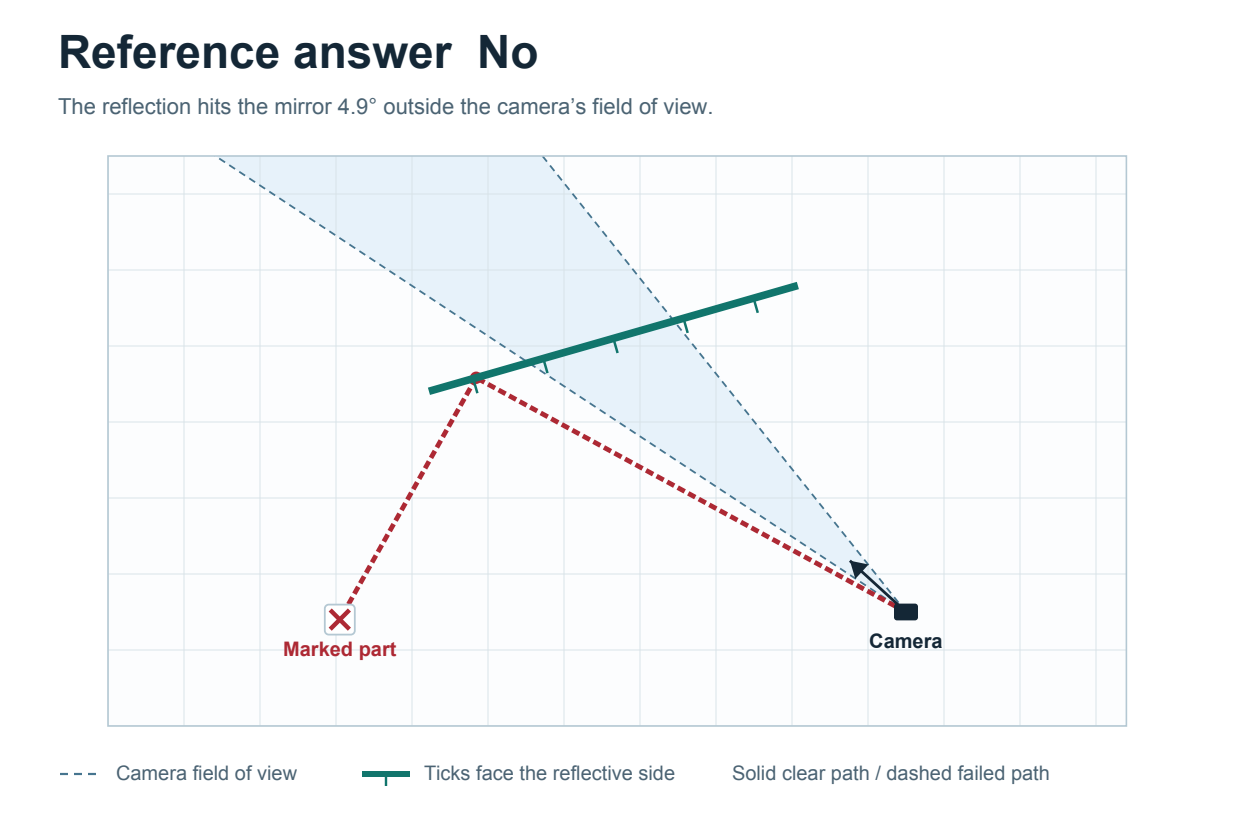 Reference answer  No
The reflection hits the mirror 4.9° outside the camera’s field of view.
Marked part
Camera
Camera field of view
Ticks face the reflective side
Solid clear path / dashed failed path